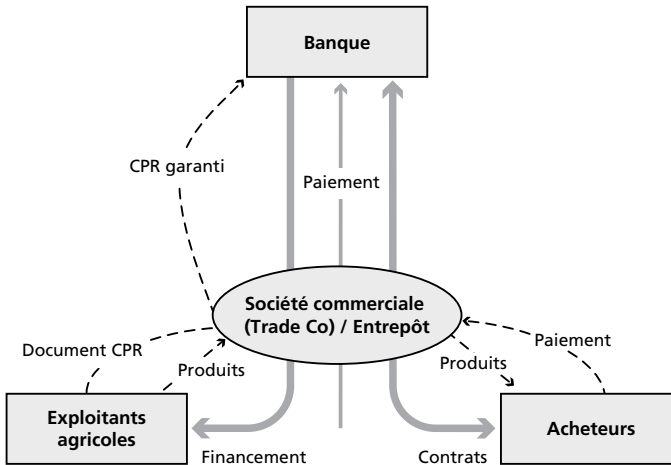 Banque
CPR garanti
Paiement
Société commerciale
(Trade Co) / Entrepôt
Document CPR
Produits
Produits
Paiement
Exploitants
agricoles
Acheteurs
Financement
Contrats